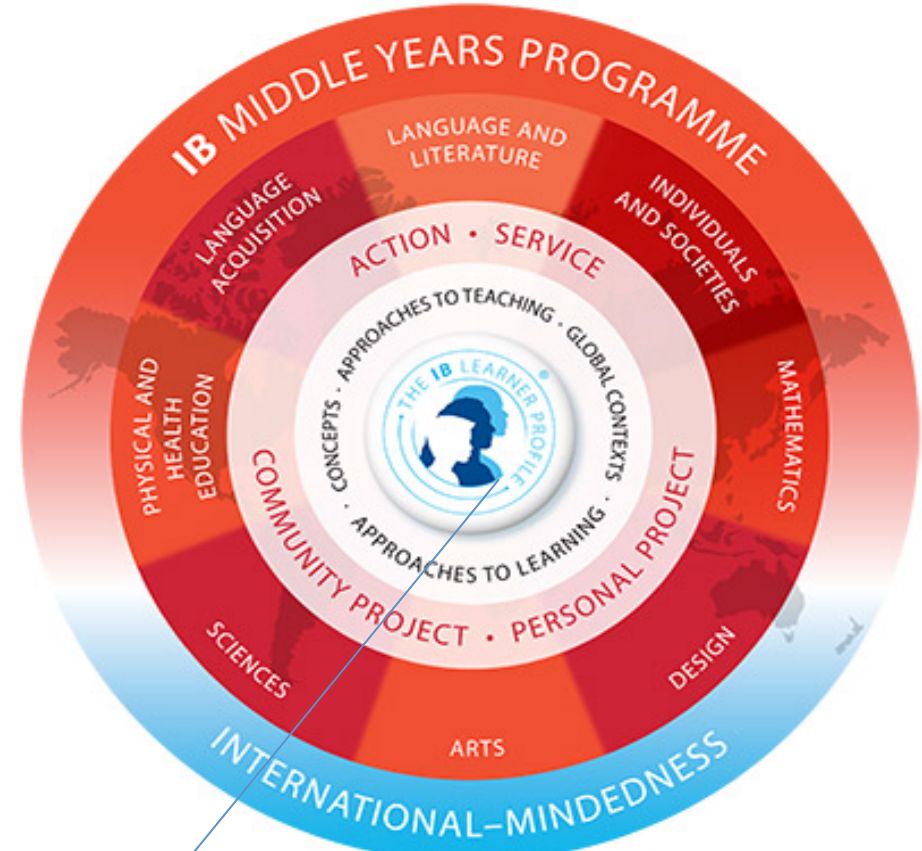 IB MIDDLE YEARS PROGRAMME
LANGUAGE AND
LITERATURE
INDIVIDUALS
AND SOCIETIES
MATHEMATICS
DESIGN
ARTS
SCIENCES
PHYSICAL AND
HEALTH
EDUCATION
LANGUAGE
ACQUISITION
ACTION • SERVICE
PERSONAL PROJECT
•
COMMUNITY PROJECT
APPROACHES TO TEACHING · GLOBAL CONTEXTS · APPROACHES TO LEARNING · CONCEPTS ·
THE IB LEARNER PROFILE ®
INTERNATIONAL–MINDEDNESS